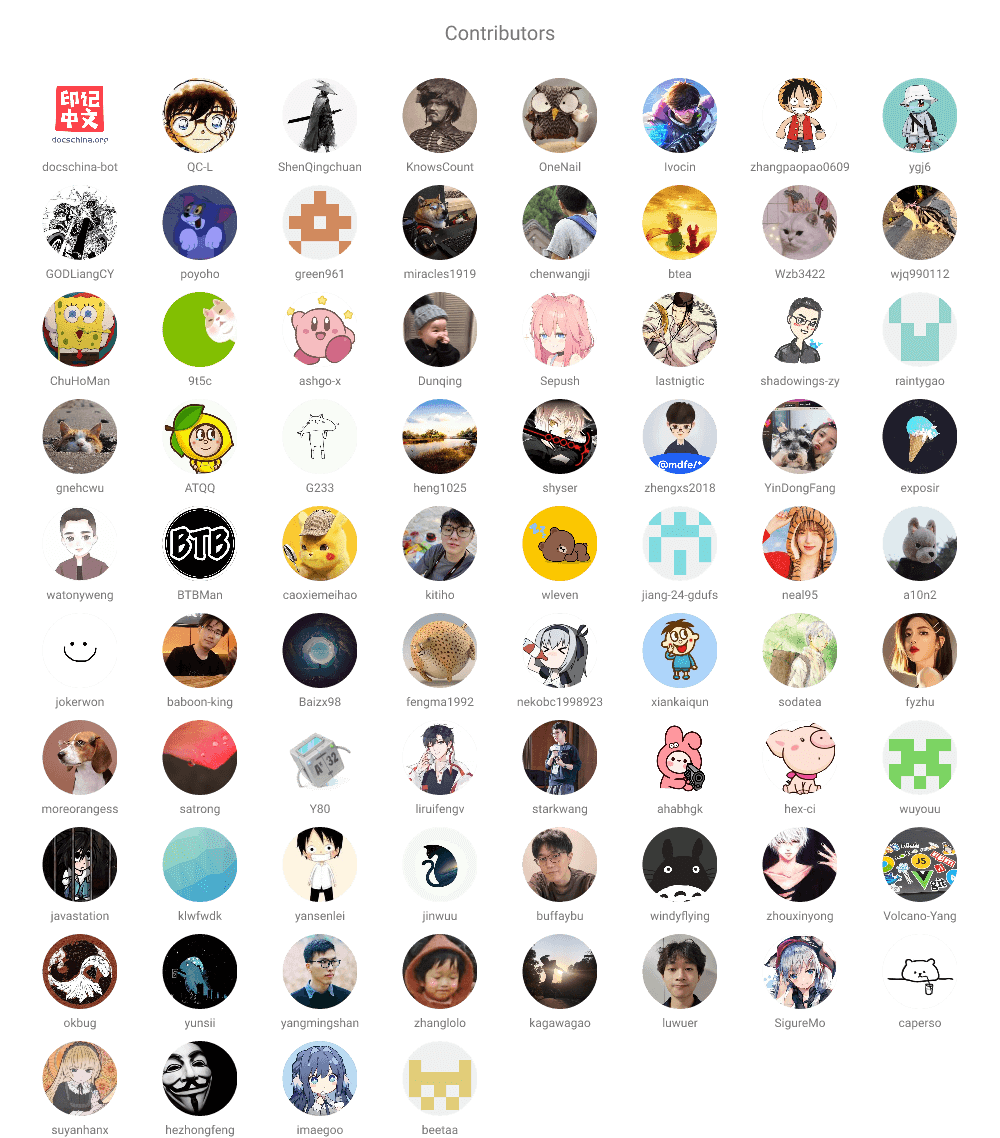 Contributors
印记
中文
docschina.org
docschina-bot
QC-L
ShenQingchuan
KnowsCount
OneNail
Ivocin
zhangpaopao0609
ygj6
GODLiangCY
poyoho
green961
miracles1919
chenwangji
btea
Wzb3422
wjq990112
ChuHoMan
9t5c
ashgo-x
Dunqing
Sepush
lastnigtic
shadowings-zy
raintygao
@mdfe/*
gnehcwu
ATQQ
G233
heng1025
shyser
zhengxs2018
YinDongFang
exposir
BTB
watonyweng
BTBMan
caoxiemeihao
kitiho
wleven
jiang-24-gdufs
neal95
a10n2
jokerwon
baboon-king
Baizx98
fengma1992
nekobc1998923
xiankaiqun
sodatea
fyzhu
A 32
moreorangess
satrong
Y80
liruifengv
starkwang
ahabhgk
hex-ci
wuyouu
JS
javastation
klwfwdk
yansenlei
jinwuu
buffaybu
windyflying
zhouxinyong
Volcano-Yang
okbug
yunsii
yangmingshan
zhanglolo
kagawagao
luwuer
SigureMo
caperso
suyanhanx
hezhongfeng
imaegoo
beetaa